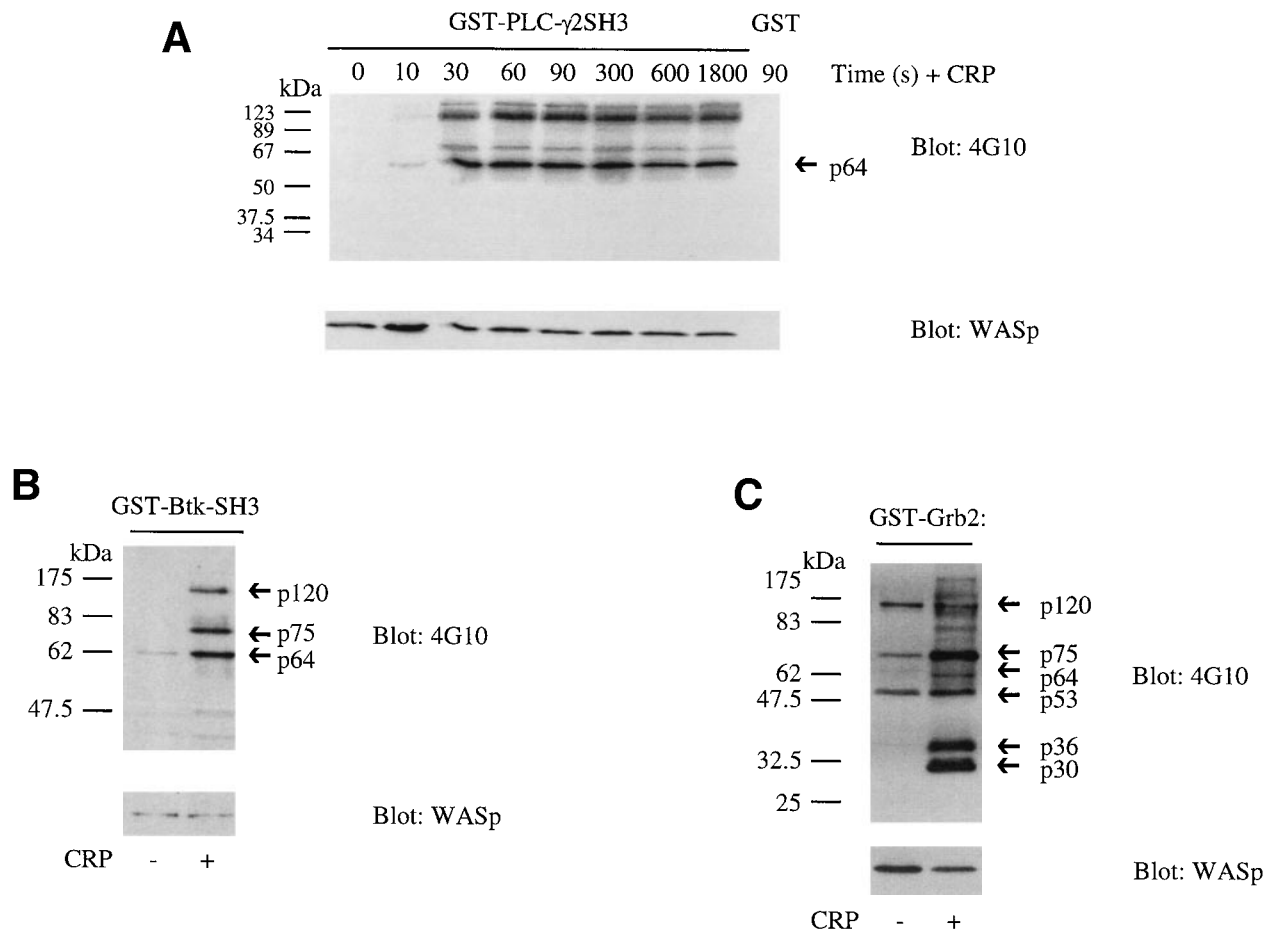 A
GST-PLC-γ2SH3 GST
0 10 30 60 90 300 600 1800 90 Time (s) + CRP
kDa
123
89
67
50
37.5
34
Blot: 4G10
← p64
Blot: WASp
B
GST-Btk-SH3
kDa
175
83
62
47.5
← p120
← p75
← p64
Blot: 4G10
Blot: WASp
CRP - +
C
GST-Grb2:
kDa
175
83
62
47.5
32.5
25
← p120
← p75
← p64
← p53
← p36
← p30
Blot: 4G10
Blot: WASp
CRP - +